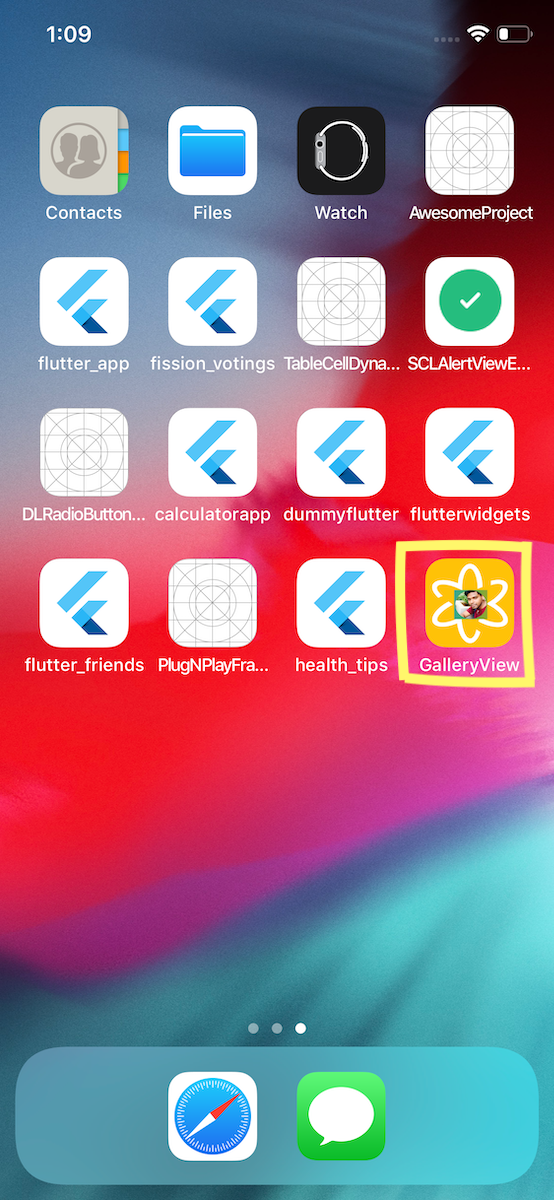 1:09
Contacts
Files
Watch
AwesomeProject
flutter_app
fission_votings
TableCellDyna...
SCLAlertViewE...
DLRadioButton...
calculatorapp
dummyflutter
flutterwidgets
flutter_friends
PlugNPlayFra...
health_tips
GalleryView